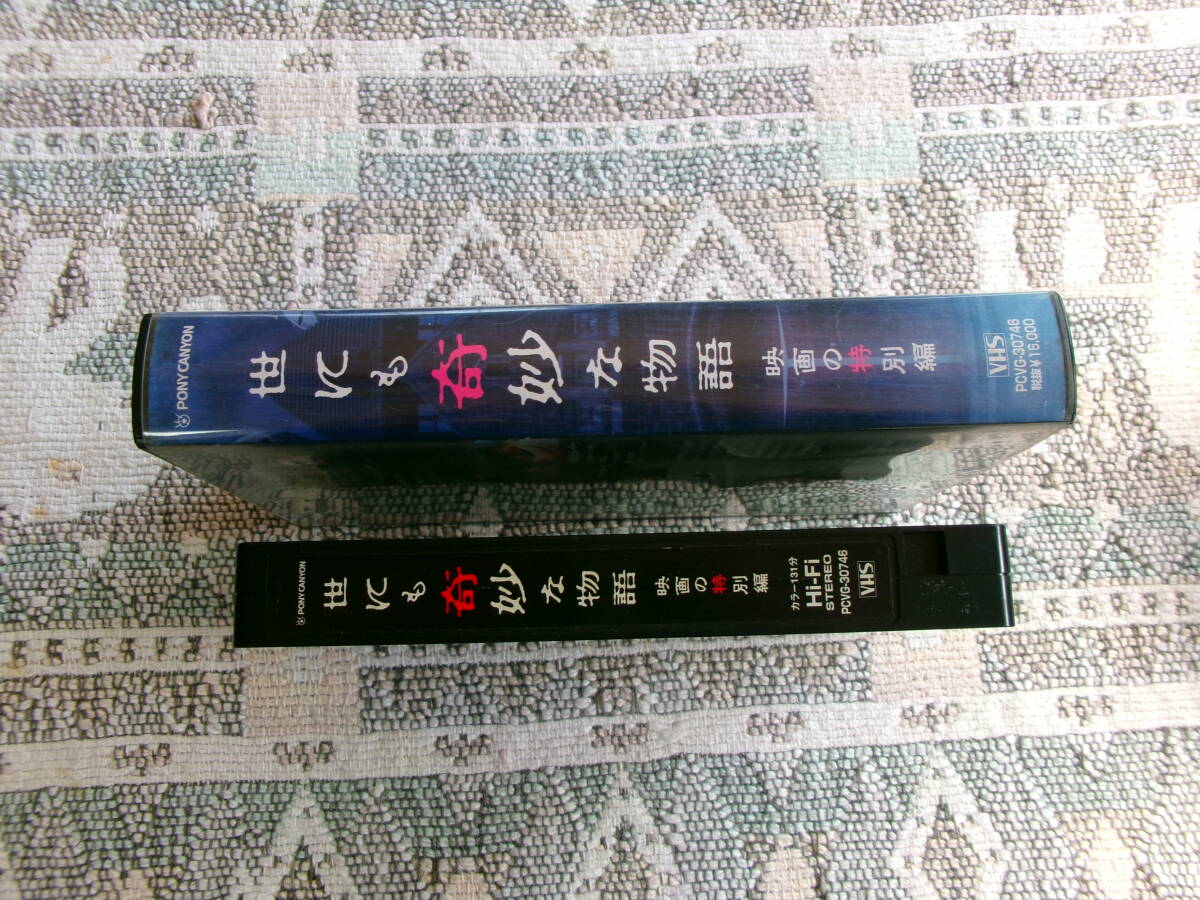 PONY CANYON
世にも奇妙な物語
映画の特別編
VHS
PCVG-30746
税抜¥16,000
PONY CANYON
世にも奇妙な物語
映画の特別編
カラー131分
Hi-Fi
STEREO
PCVG-30746
VHS